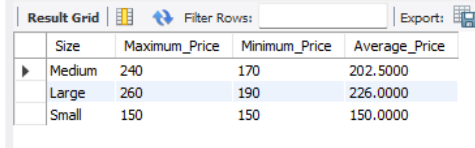 Result Grid Filter Rows: Export:
Size Maximum_Price Minimum_Price Average_Price
Medium 240 170 202.5000
Large 260 190 226.0000
Small 150 150 150.0000